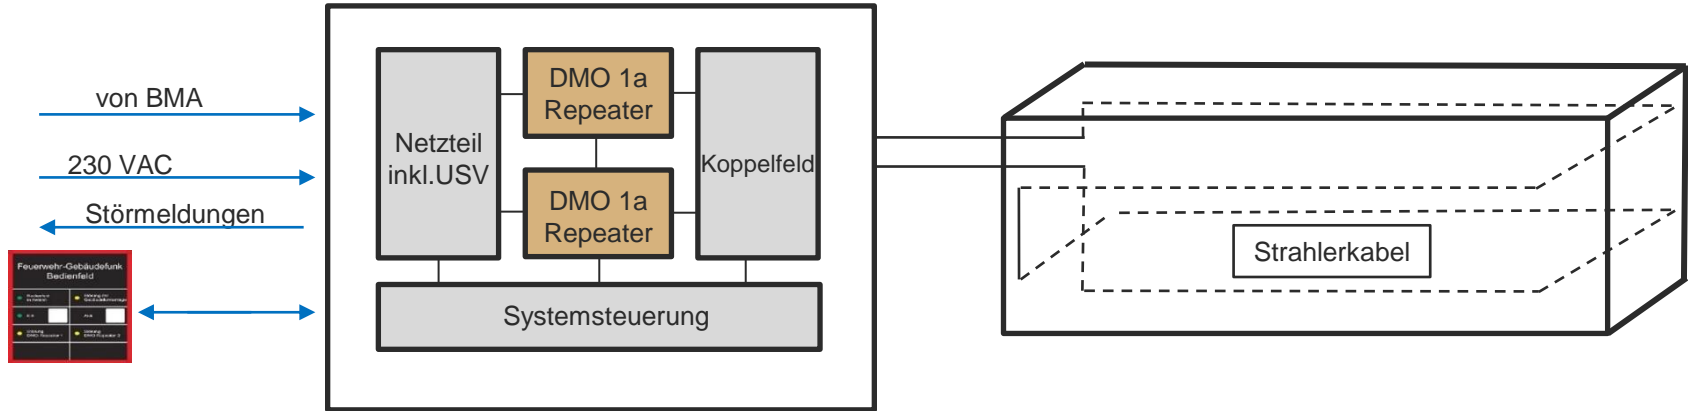 von BMA
230 VAC
Störmeldungen
Feuerwehr-Gebäudefunk
Bedienfeld
Netzteil
inkl.USV
DMO 1a
Repeater
DMO 1a
Repeater
Koppelfeld
Systemsteuerung
Strahlerkabel